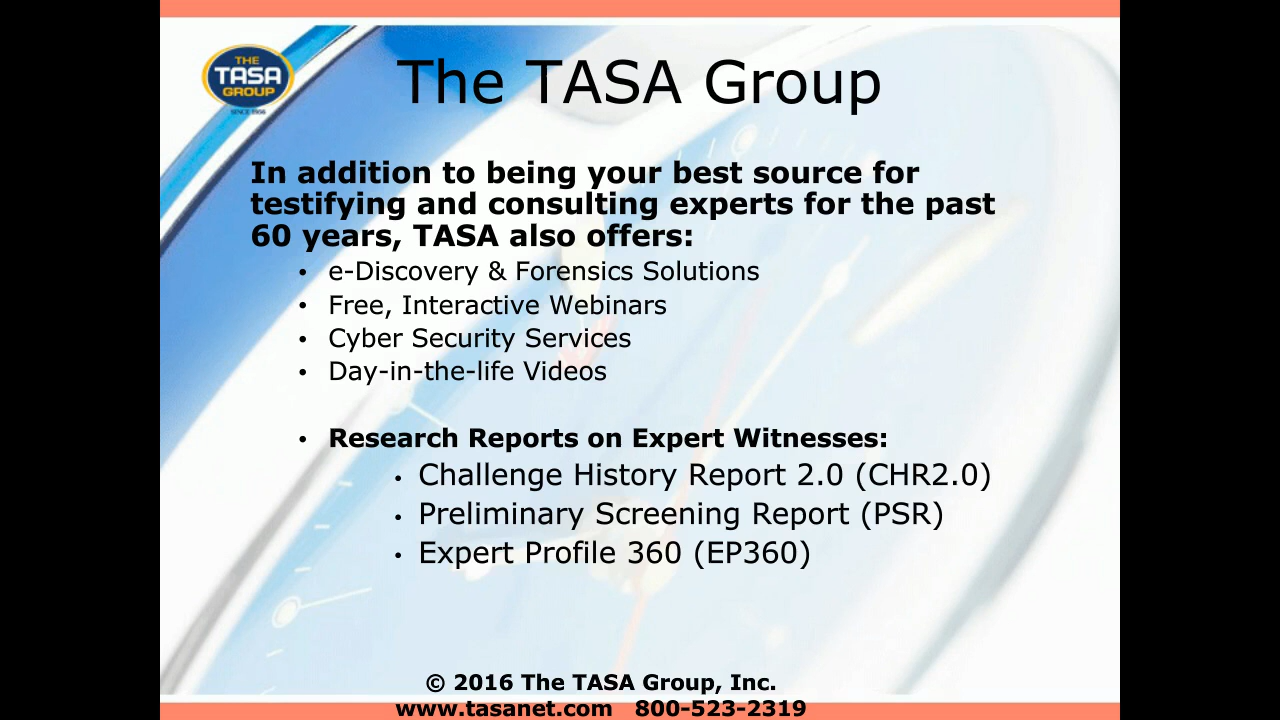 THE
TASA
GROUP
SINCE 1956
The TASA Group
In addition to being your best source for
testifying and consulting experts for the past
60 years, TASA also offers:
• e-Discovery & Forensics Solutions
• Free, Interactive Webinars
• Cyber Security Services
• Day-in-the-life Videos
• Research Reports on Expert Witnesses:
• Challenge History Report 2.0 (CHR2.0)
• Preliminary Screening Report (PSR)
• Expert Profile 360 (EP360)
© 2016 The TASA Group, Inc.
www.tasanet.com 800-523-2319